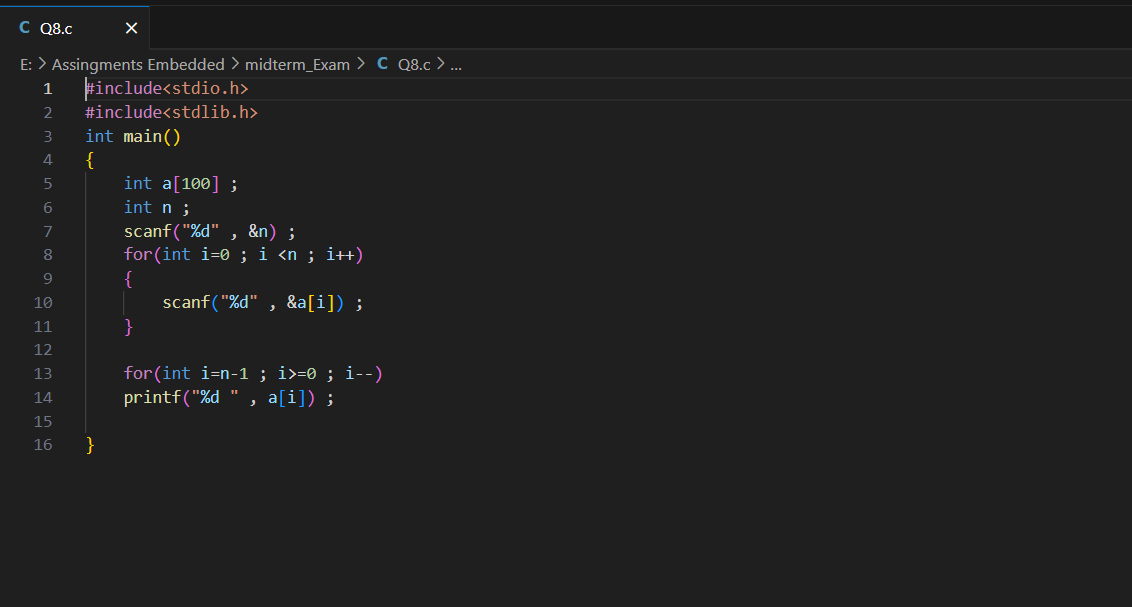 C Q8.c ×
E: > Assingments Embedded > midterm_Exam > C Q8.c > ...
1 #include<stdio.h>
2 #include<stdlib.h>
3 int main()
4 {
5     int a[100] ;
6     int n ;
7     scanf("%d" , &n) ;
8     for(int i=0 ; i <n ; i++)
9     {
10         scanf("%d" , &a[i]) ;
11     }
12
13     for(int i=n-1 ; i>=0 ; i--)
14     printf("%d " , a[i]) ;
15
16 }